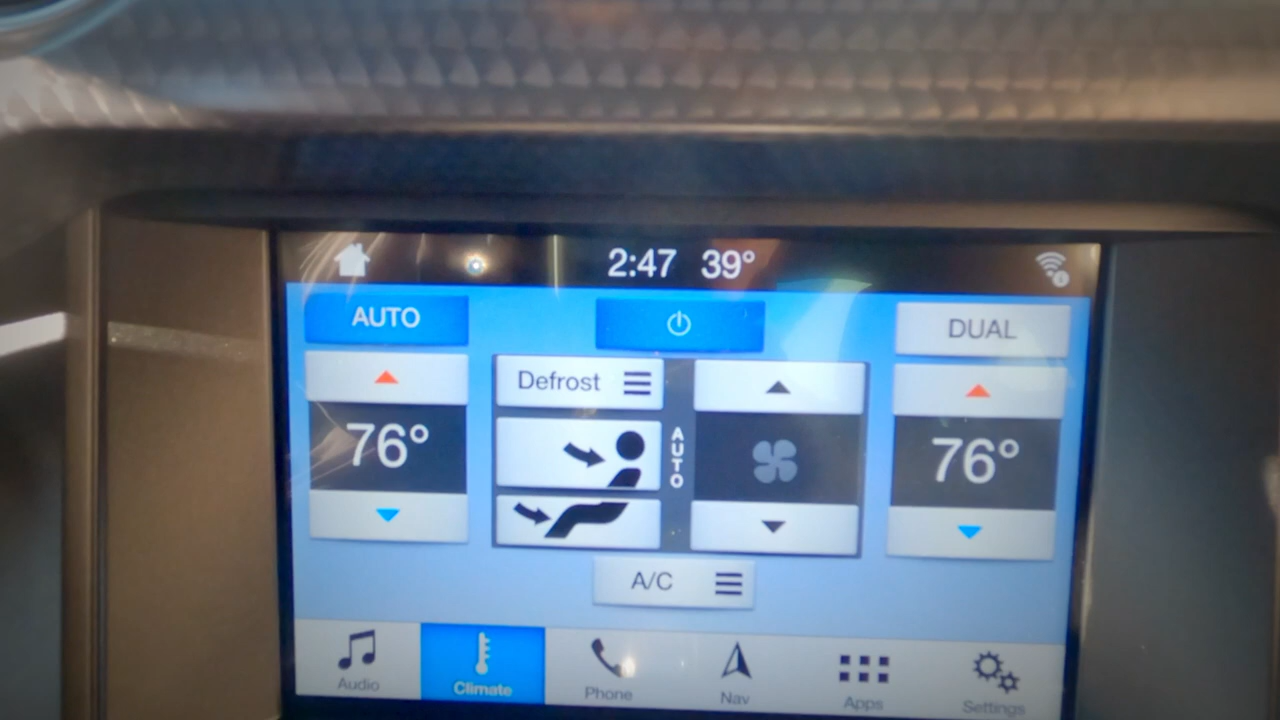 2:47 39°
AUTO
DUAL
Defrost
76°
AUTO
76°
A/C
Audio
Climate
Phone
Nav
Apps
Settings